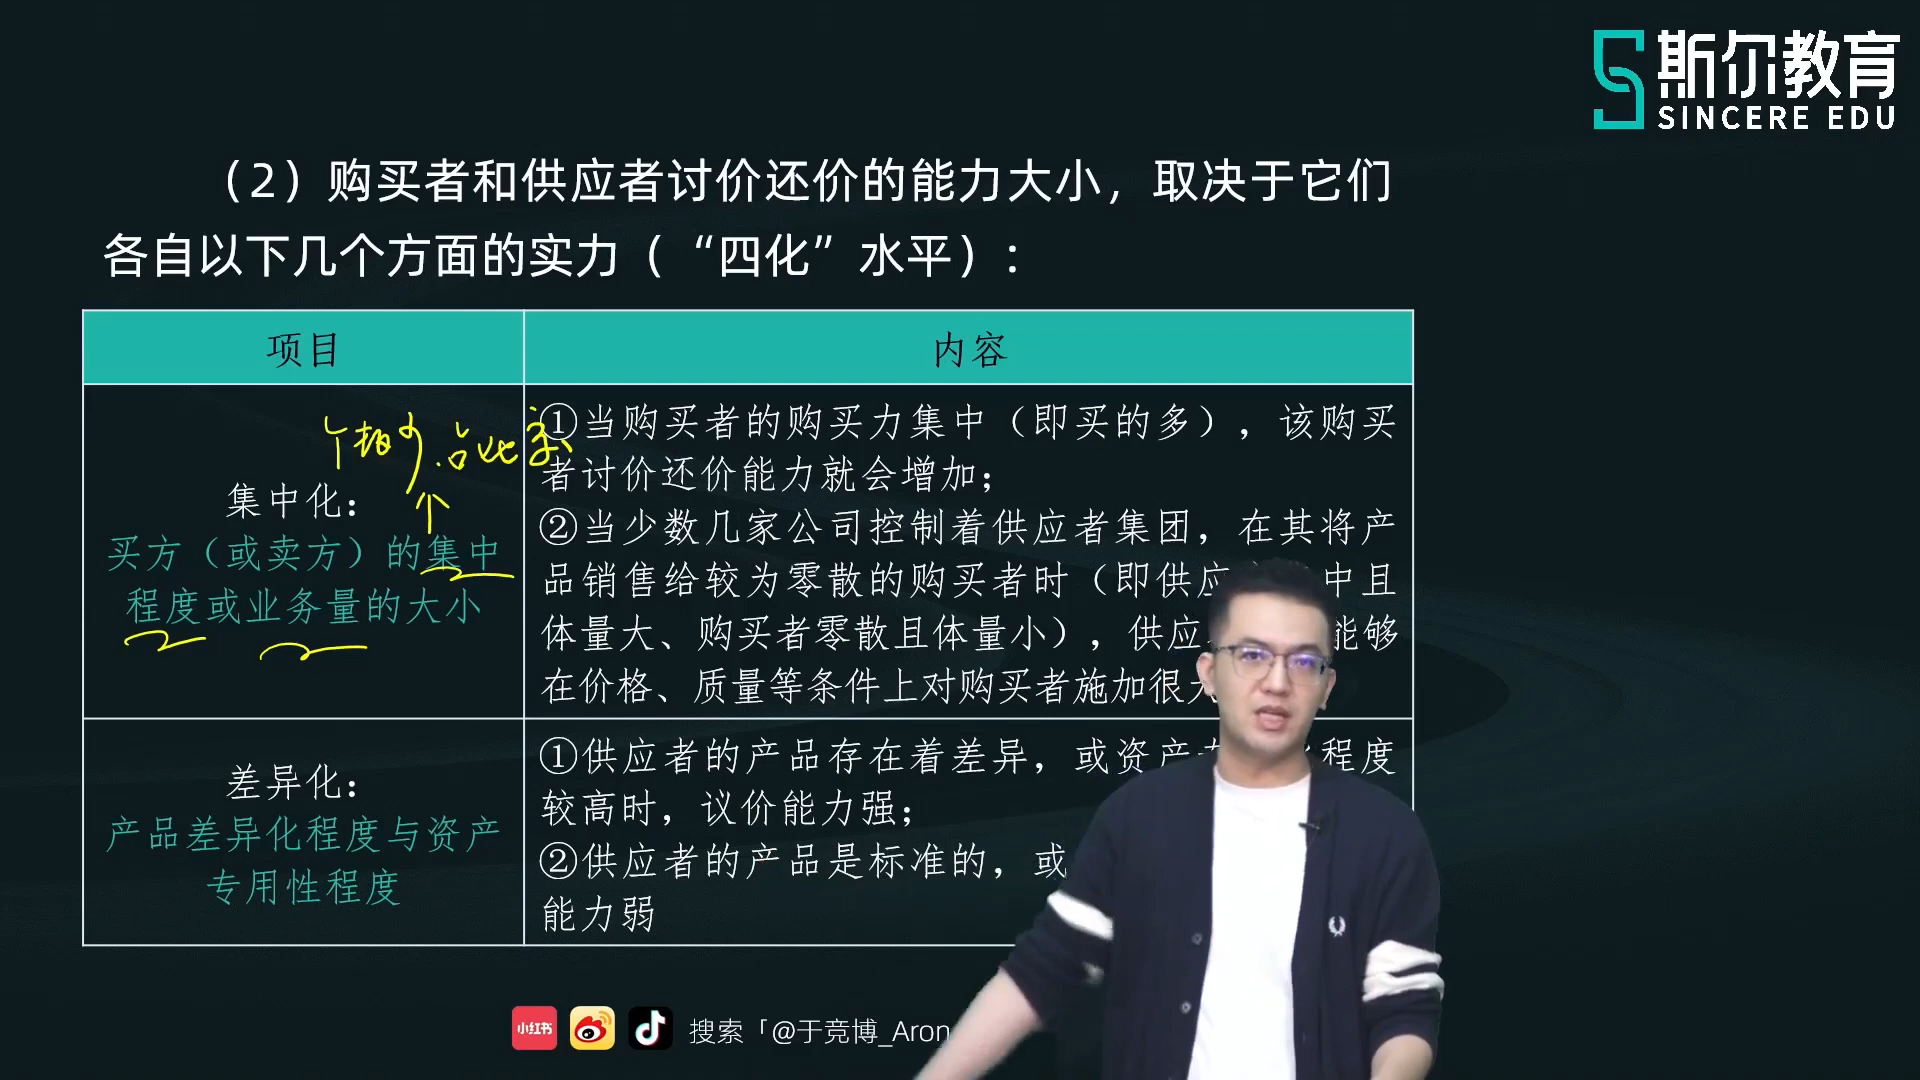 斯尔教育
SINCERE EDU
（2）购买者和供应者讨价还价的能力大小，取决于它们
各自以下几个方面的实力（“四化”水平）：
项目
内容
集中化：
买方（或卖方）的集中
程度或业务量的大小
①当购买者的购买力集中（即买的多），该购买
者讨价还价能力就会增加；
②当少数几家公司控制着供应者集团，在其将产
品销售给较为零散的购买者时（即供应 中且
体量大、购买者零散且体量小），供应 能够
在价格、质量等条件上对购买者施加很
差异化：
产品差异化程度与资产
专用性程度
①供应者的产品存在着差异，或资产 程度
较高时，议价能力强；
②供应者的产品是标准的，或
能力弱
小红书
搜索「@于竞博_Aron